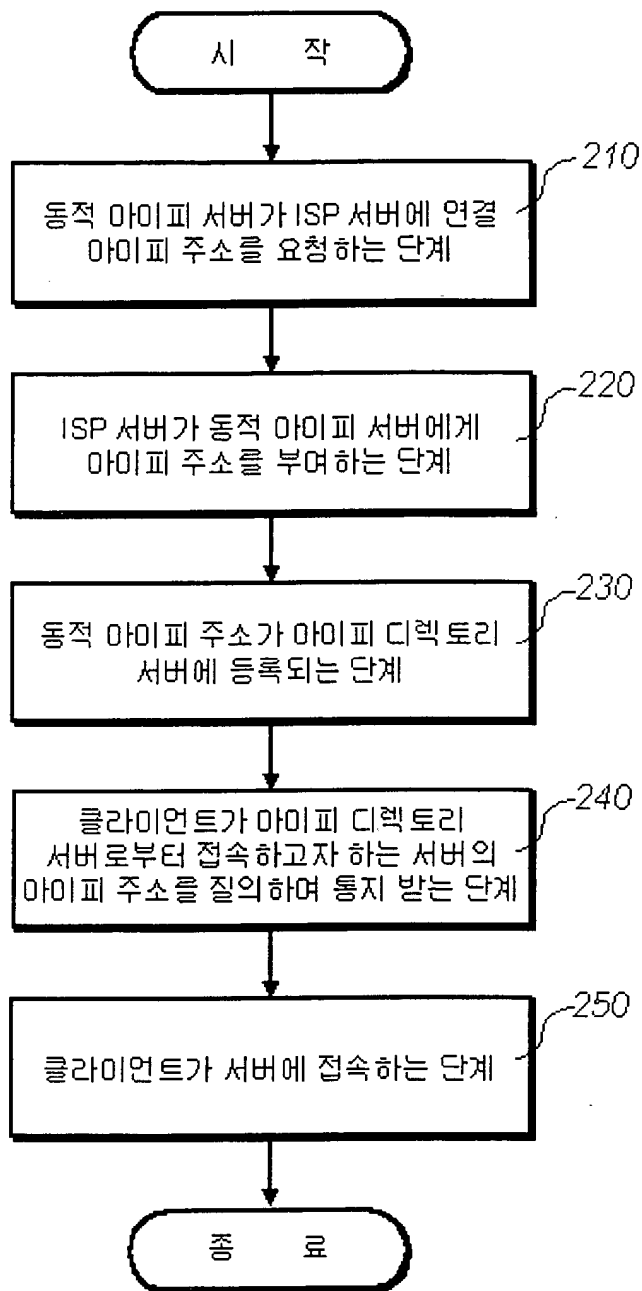 시 작
210
동적 아이피 서버가 ISP 서버에 연결
아이피 주소를 요청하는 단계
220
ISP 서버가 동적 아이피 서버에게
아이피 주소를 부여하는 단계
230
동적 아이피 주소가 아이피 디렉토리
서버에 등록되는 단계
240
클라이언트가 아이피 디렉토리
서버로부터 접속하고자 하는 서버의
아이피 주소를 질의하며 통지 받는 단계
250
클라이언트가 서버에 접속하는 단계
종 료